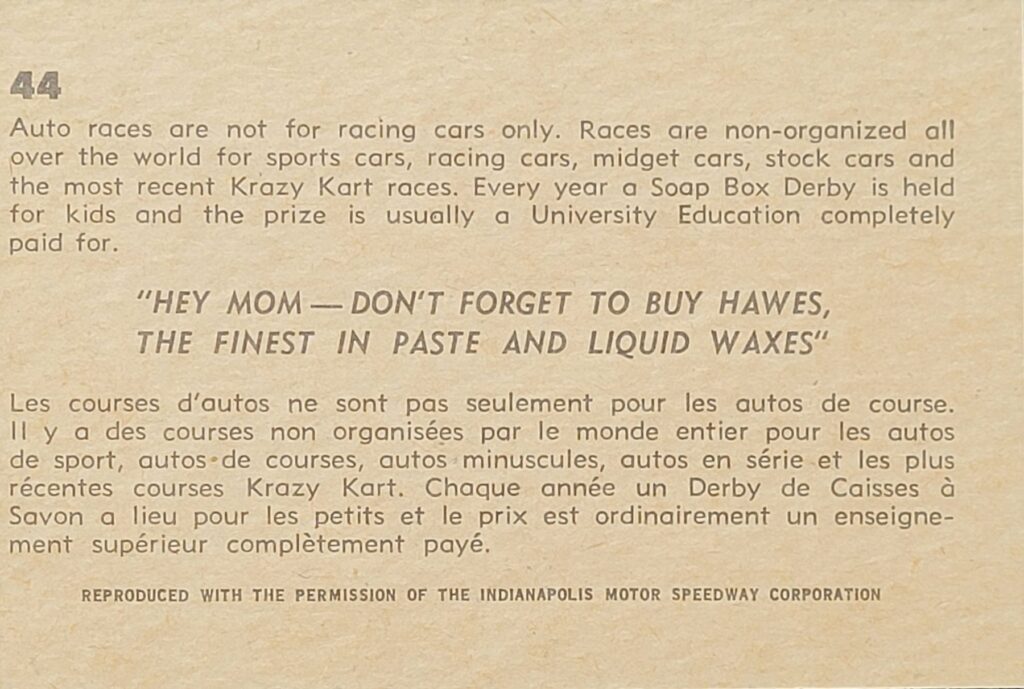 44
Auto races are not for racing cars only. Races are non-organized all
over the world for sports cars, racing cars, midget cars, stock cars and
the most recent Krazy Kart races. Every year a Soap Box Derby is held
for kids and the prize is usually a University Education completely
paid for.
"HEY MOM — DON'T FORGET TO BUY HAWES,
THE FINEST IN PASTE AND LIQUID WAXES"
Les courses d'autos ne sont pas seulement pour les autos de course.
Il y a des courses non organisées par le monde entier pour les autos
de sport, autos de courses, autos minuscules, autos en série et les plus
récentes courses Krazy Kart. Chaque année un Derby de Caisses à
Savon a lieu pour les petits et le prix est ordinairement un enseigne-
ment supérieur complètement payé.
REPRODUCED WITH THE PERMISSION OF THE INDIANAPOLIS MOTOR SPEEDWAY CORPORATION